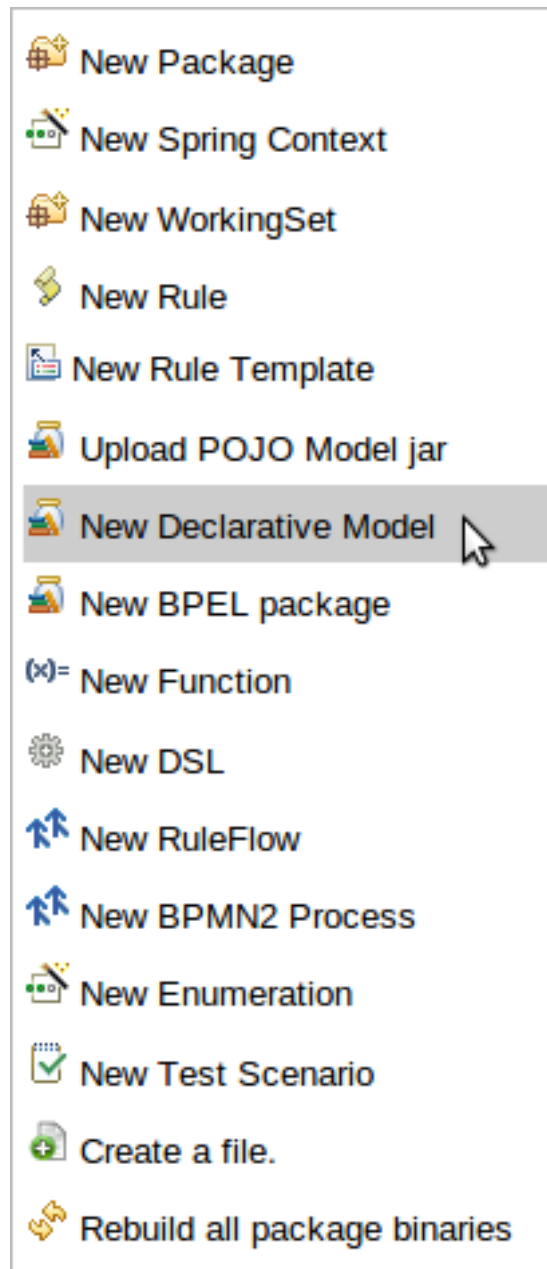 New Package
New Spring Context
New WorkingSet
New Rule
New Rule Template
Upload POJO Model jar
New Declarative Model
New BPEL package
(x)= New Function
New DSL
New RuleFlow
New BPMN2 Process
New Enumeration
New Test Scenario
Create a file.
Rebuild all package binaries